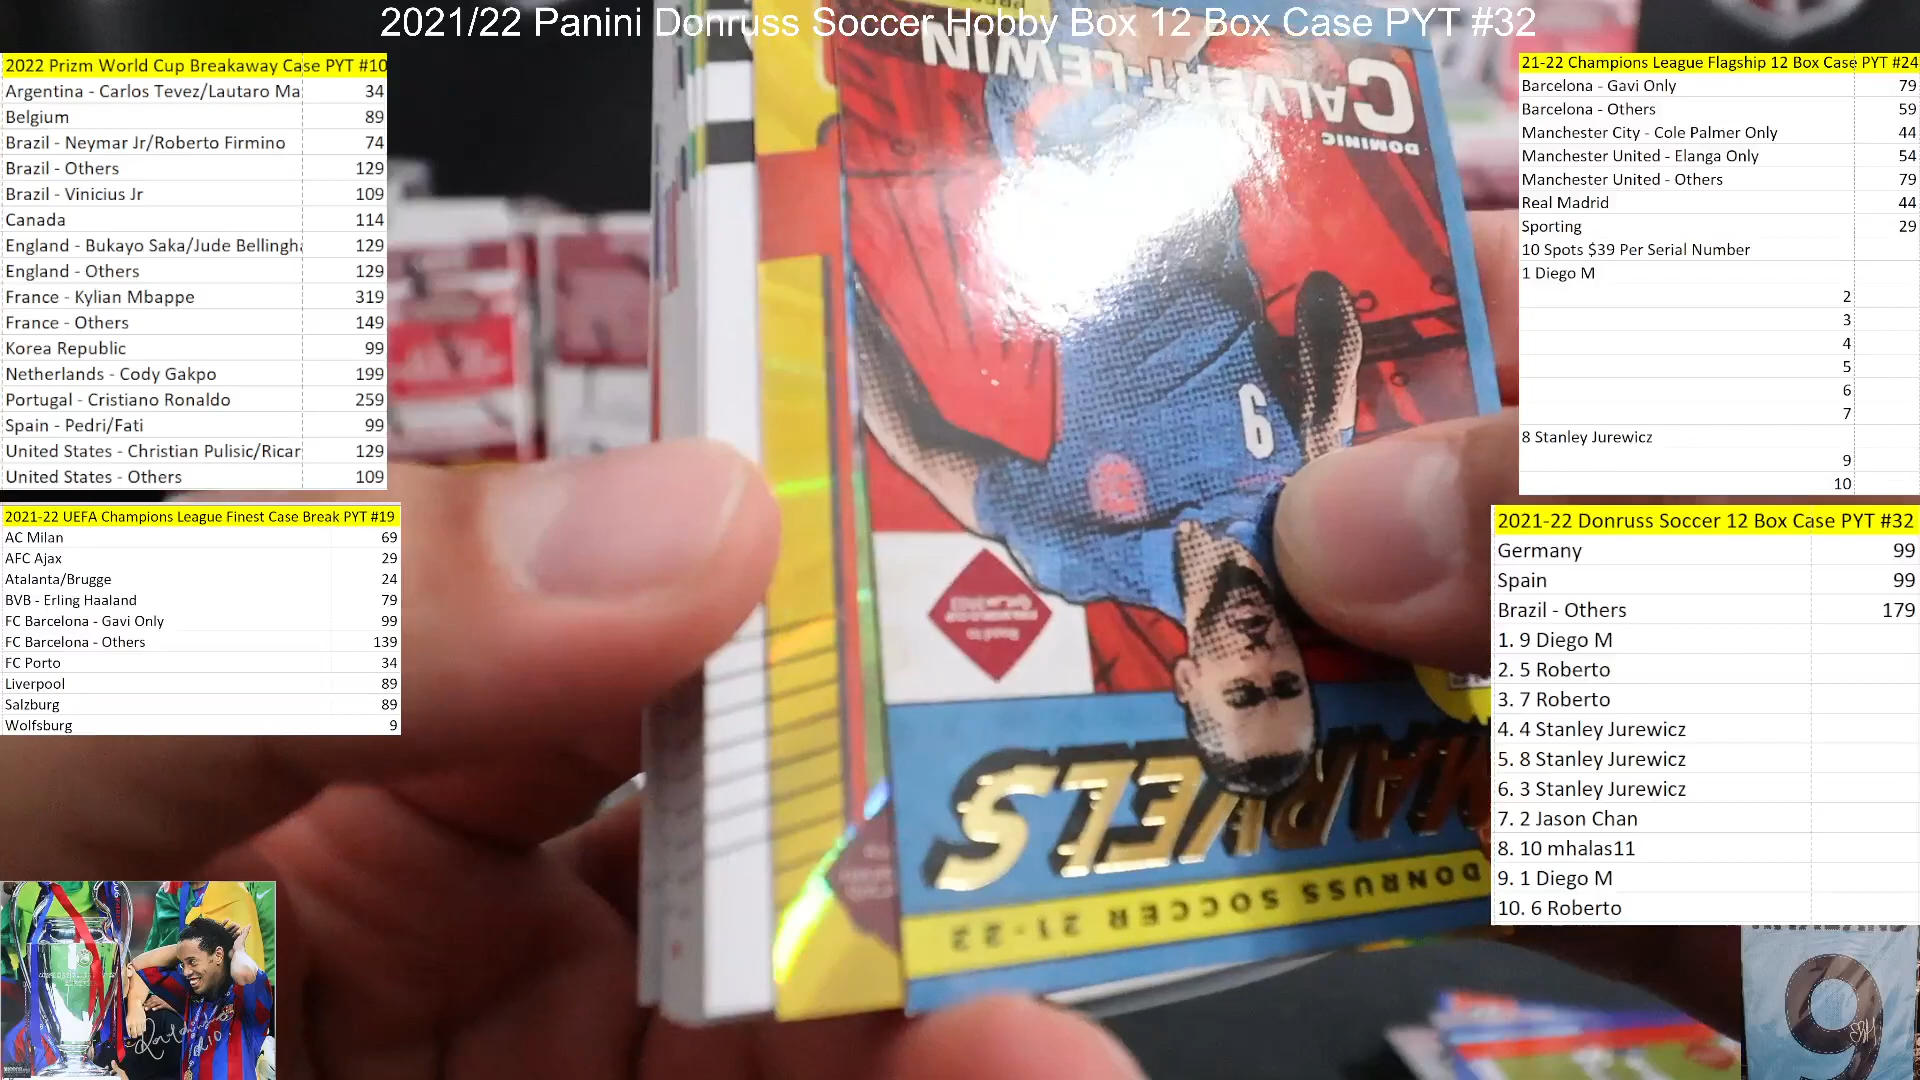 2021/22 Panini Donruss Soccer Hobby Box 12 Box Case PYT #32
2022 Prizm World Cup Breakaway Case PYT #10
Argentina - Carlos Tevez/Lautaro Ma 34
Belgium 89
Brazil - Neymar Jr/Roberto Firmino 74
Brazil - Others 129
Brazil - Vinicius Jr 109
Canada 114
England - Bukayo Saka/Jude Bellingh 129
England - Others 129
France - Kylian Mbappe 319
France - Others 149
Korea Republic 99
Netherlands - Cody Gakpo 199
Portugal - Cristiano Ronaldo 259
Spain - Pedri/Fati 99
United States - Christian Pulisic/Ricar 129
United States - Others 109
2021-22 UEFA Champions League Finest Case Break PYT #19
AC Milan 69
AFC Ajax 29
Atalanta/Brugge 24
BVB - Erling Haaland 79
FC Barcelona - Gavi Only 99
FC Barcelona - Others 139
FC Porto 34
Liverpool 89
Salzburg 89
Wolfsburg 9
DOMINIC
CALVERT-LEWIN
9
Road to
MARVELS
DONRUSS SOCCER 21-22
21-22 Champions League Flagship 12 Box Case PYT #24
Barcelona - Gavi Only 79
Barcelona - Others 59
Manchester City - Cole Palmer Only 44
Manchester United - Elanga Only 54
Manchester United - Others 79
Real Madrid 44
Sporting 29
10 Spots $39 Per Serial Number
1 Diego M
2
3
4
5
6
7
8 Stanley Jurewicz
9
10
2021-22 Donruss Soccer 12 Box Case PYT #32
Germany 99
Spain 99
Brazil - Others 179
1. 9 Diego M
2. 5 Roberto
3. 7 Roberto
4. 4 Stanley Jurewicz
5. 8 Stanley Jurewicz
6. 3 Stanley Jurewicz
7. 2 Jason Chan
8. 10 mhalas11
9. 1 Diego M
10. 6 Roberto
9